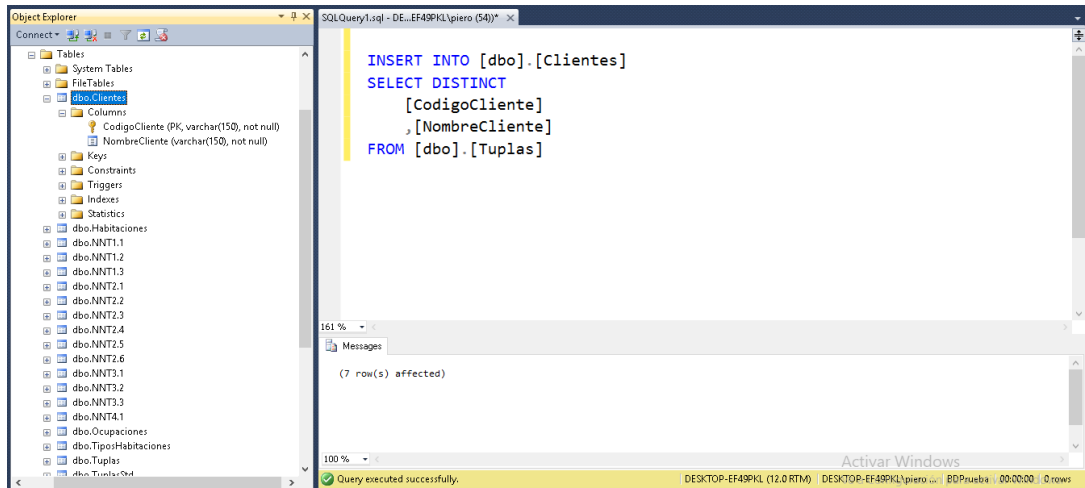 Object Explorer
Connect
Tables
System Tables
FileTables
dbo.Clientes
Columns
CodigoCliente (PK, varchar(150), not null)
NombreCliente (varchar(150), not null)
Keys
Constraints
Triggers
Indexes
Statistics
dbo.Habitaciones
dbo.NNT1.1
dbo.NNT1.2
dbo.NNT1.3
dbo.NNT2.1
dbo.NNT2.2
dbo.NNT2.3
dbo.NNT2.4
dbo.NNT2.5
dbo.NNT2.6
dbo.NNT3.1
dbo.NNT3.2
dbo.NNT3.3
dbo.NNT4.1
dbo.Ocupaciones
dbo.TiposHabitaciones
dbo.Tuplas
dbo.TuplasStd
SQLQuery1.sql - DE...EF49PKL\piero (54))*
INSERT INTO [dbo].[Clientes]
SELECT DISTINCT
[CodigoCliente]
,[NombreCliente]
FROM [dbo].[Tuplas]
161 %
Messages
(7 row(s) affected)
100 %
Activar Windows
Query executed successfully.
DESKTOP-EF49PKL (12.0 RTM)
DESKTOP-EF49PKL\piero ...
BDPrueba
00:00:00
0 rows